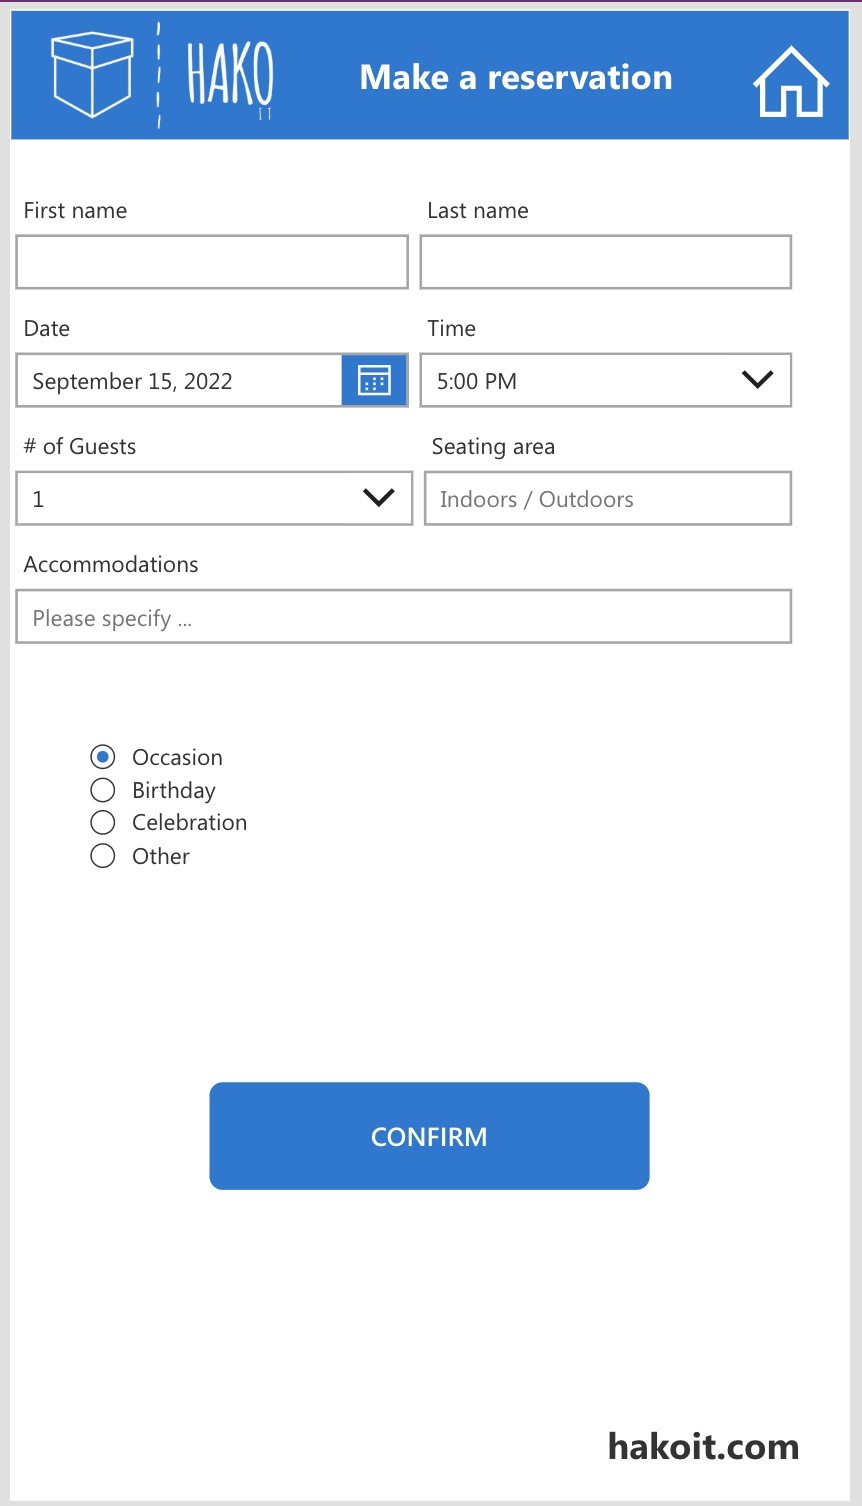 HAKO
IT
Make a reservation
First name
Last name
Date
Time
September 15, 2022
5:00 PM
# of Guests
Seating area
1
Indoors / Outdoors
Accommodations
Please specify ...
Occasion
Birthday
Celebration
Other
CONFIRM
hakoit.com